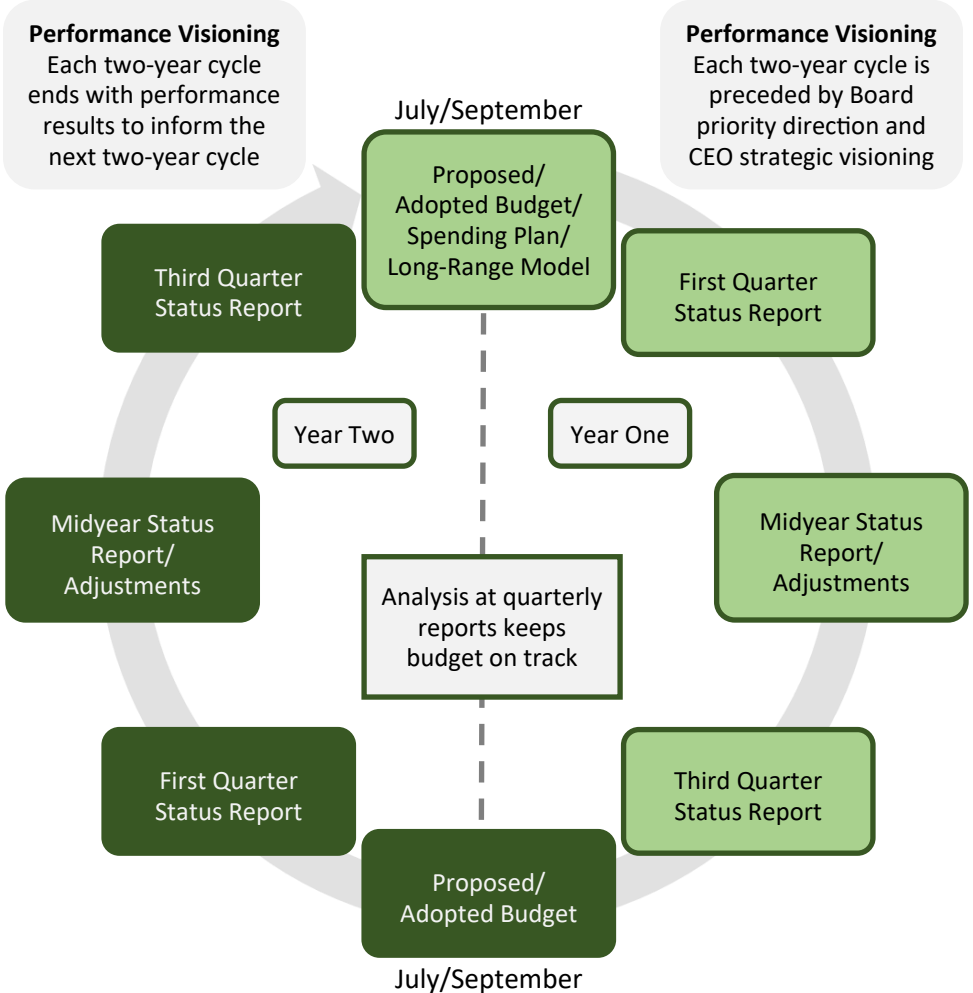 Performance Visioning
Each two-year cycle
ends with performance
results to inform the
next two-year cycle
Performance Visioning
Each two-year cycle is
preceded by Board
priority direction and
CEO strategic visioning
July/September
Proposed/
Adopted Budget/
Spending Plan/
Long-Range Model
Third Quarter
Status Report
First Quarter
Status Report
Year Two
Year One
Midyear Status
Report/
Adjustments
Midyear Status
Report/
Adjustments
Analysis at quarterly
reports keeps
budget on track
First Quarter
Status Report
Third Quarter
Status Report
Proposed/
Adopted Budget
July/September